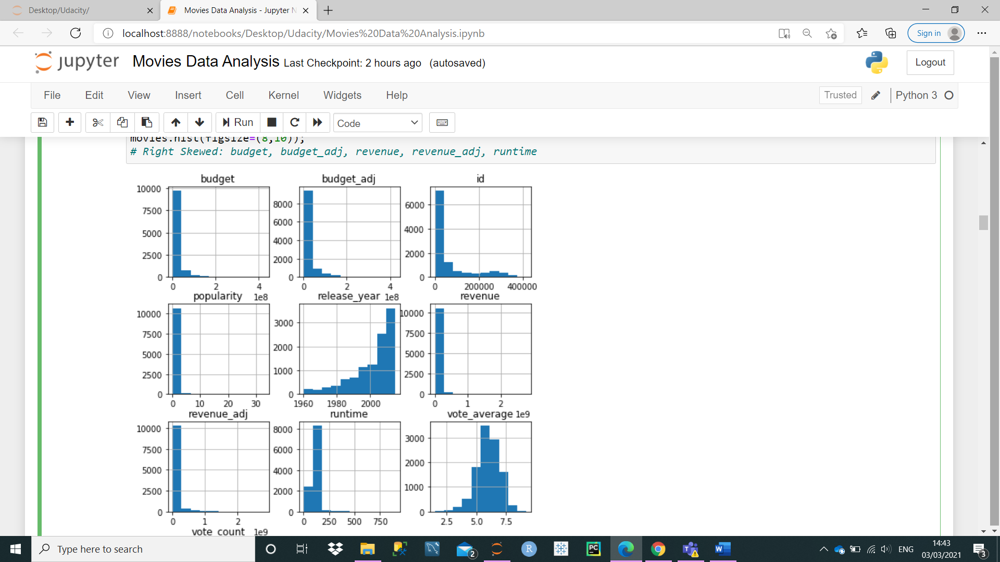 Desktop/Udacity/
Movies Data Analysis - Jupyter N
localhost:8888/notebooks/Desktop/Udacity/Movies%20Data%20Analysis.ipynb
Sign in
jupyter Movies Data Analysis Last Checkpoint: 2 hours ago (autosaved)
Logout
File Edit View Insert Cell Kernel Widgets Help
Trusted
Python 3
Run
Code
movies.hist(figsize=(8,10));
# Right Skewed: budget, budget_adj, revenue, revenue_adj, runtime
budget
10000
7500
5000
2500
0
0 2 4
1e8
budget_adj
8000
6000
4000
2000
0
0 2 4
1e8
id
6000
4000
2000
0
0 200000 400000
popularity
10000
7500
5000
2500
0
0 10 20 30
release_year
3000
2000
1000
0
1960 1980 2000
revenue
10000
7500
5000
2500
0
0 1 2
1e9
revenue_adj
10000
7500
5000
2500
0
0 1 2
1e9
runtime
8000
6000
4000
2000
0
0 250 500 750
vote_average
3000
2000
1000
0
2.5 5.0 7.5
vote_count
Type here to search
2
R
PC
W
ENG
14:43
03/03/2021
3